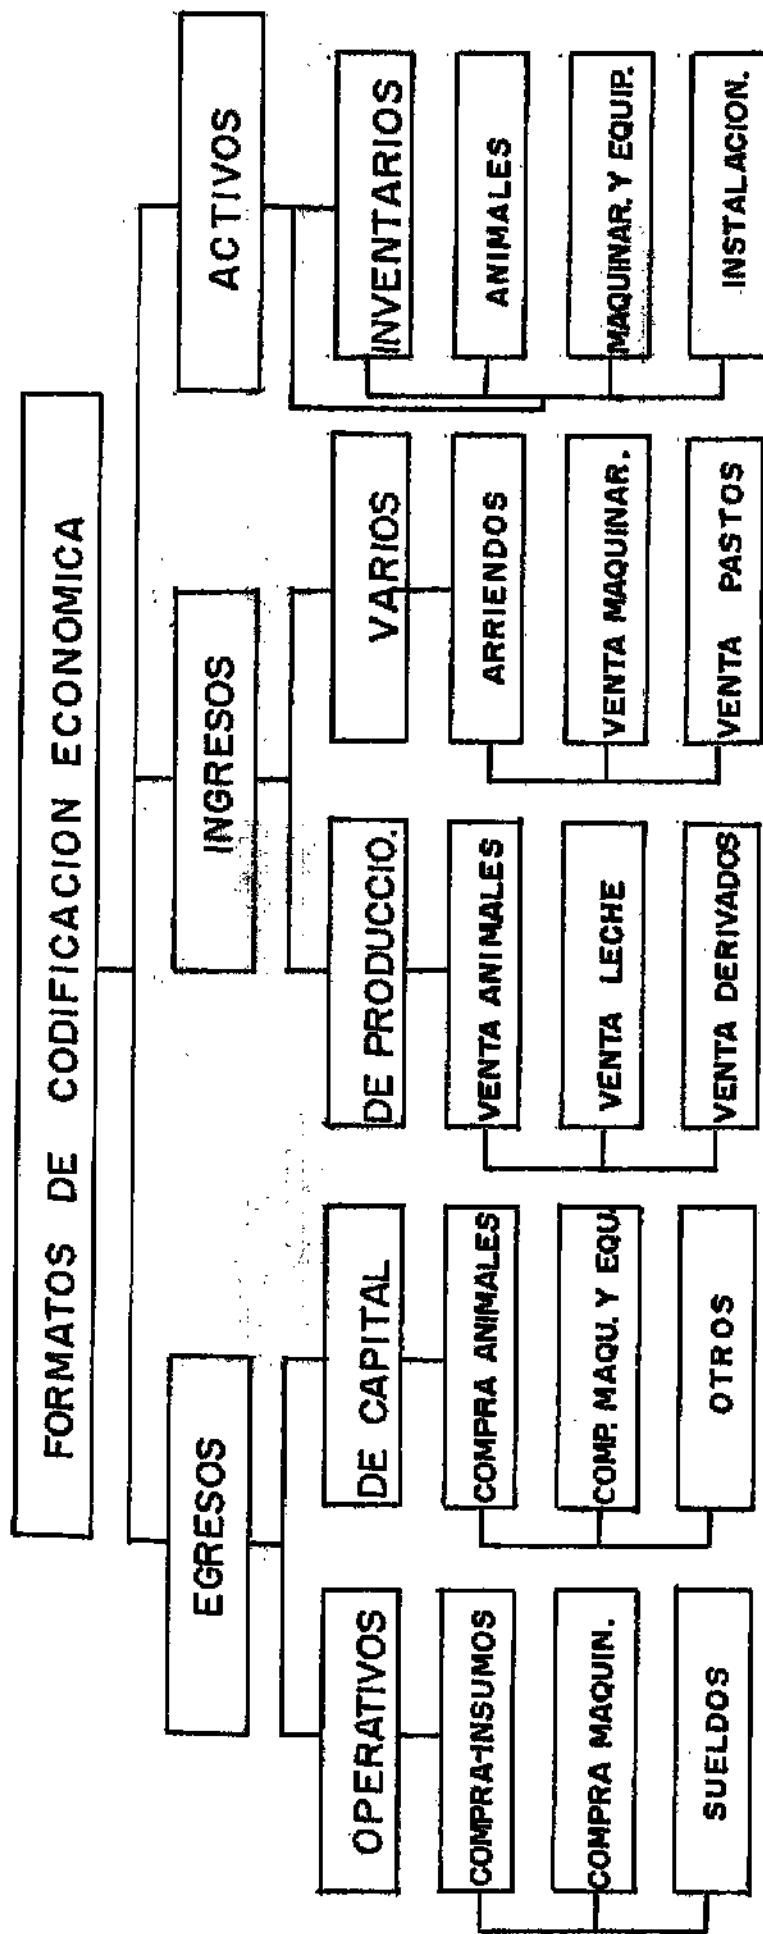 FORMATOS DE CODIFICACION ECONOMICA
EGRESOS
INGRESOS
ACTIVOS
OPERATIVOS
DE CAPITAL
DE PRODUCCIO.
VARIOS
INVENTARIOS
COMPRA-INSUMOS
COMPRA ANIMALES
VENTA ANIMALES
ARRIENDOS
ANIMALES
COMPRA MAQUIN.
COMP. MAQU. Y EQU.
VENTA LECHE
VENTA MAQUINAR.
MAQUINAR. Y EQUIP.
SUELDOS
OTROS
VENTA DERIVADOS
VENTA PASTOS
INSTALACION.